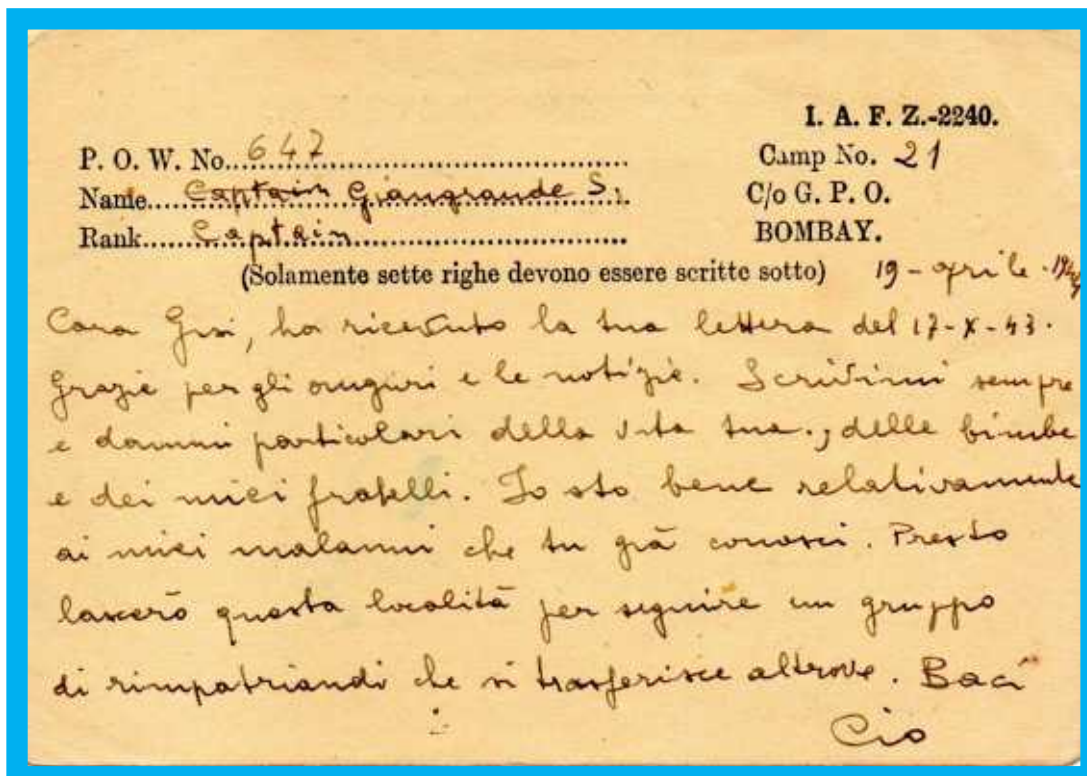 I. A. F. Z.-2240.
P. O. W. No. 647
Camp No. 21
Name Captain Giangrande S.
C/o G. P. O.
Rank Captain
BOMBAY.
(Solamente sette righe devono essere scritte sotto) 19 - aprile - 1944
Cara Gisi, ho ricevuto la tua lettera del 17-X-43.
Grazie per gli auguri e le notizie. Scrivimi sempre
e dammi particolari della vita tua, delle bimbe
e dei miei fratelli. Io sto bene relativamente
ai miei malanni che tu già conosci. Presto
lascerò questa località per seguire un gruppo
di rimpatriandi che si trasferisce altrove. Baci
Cio